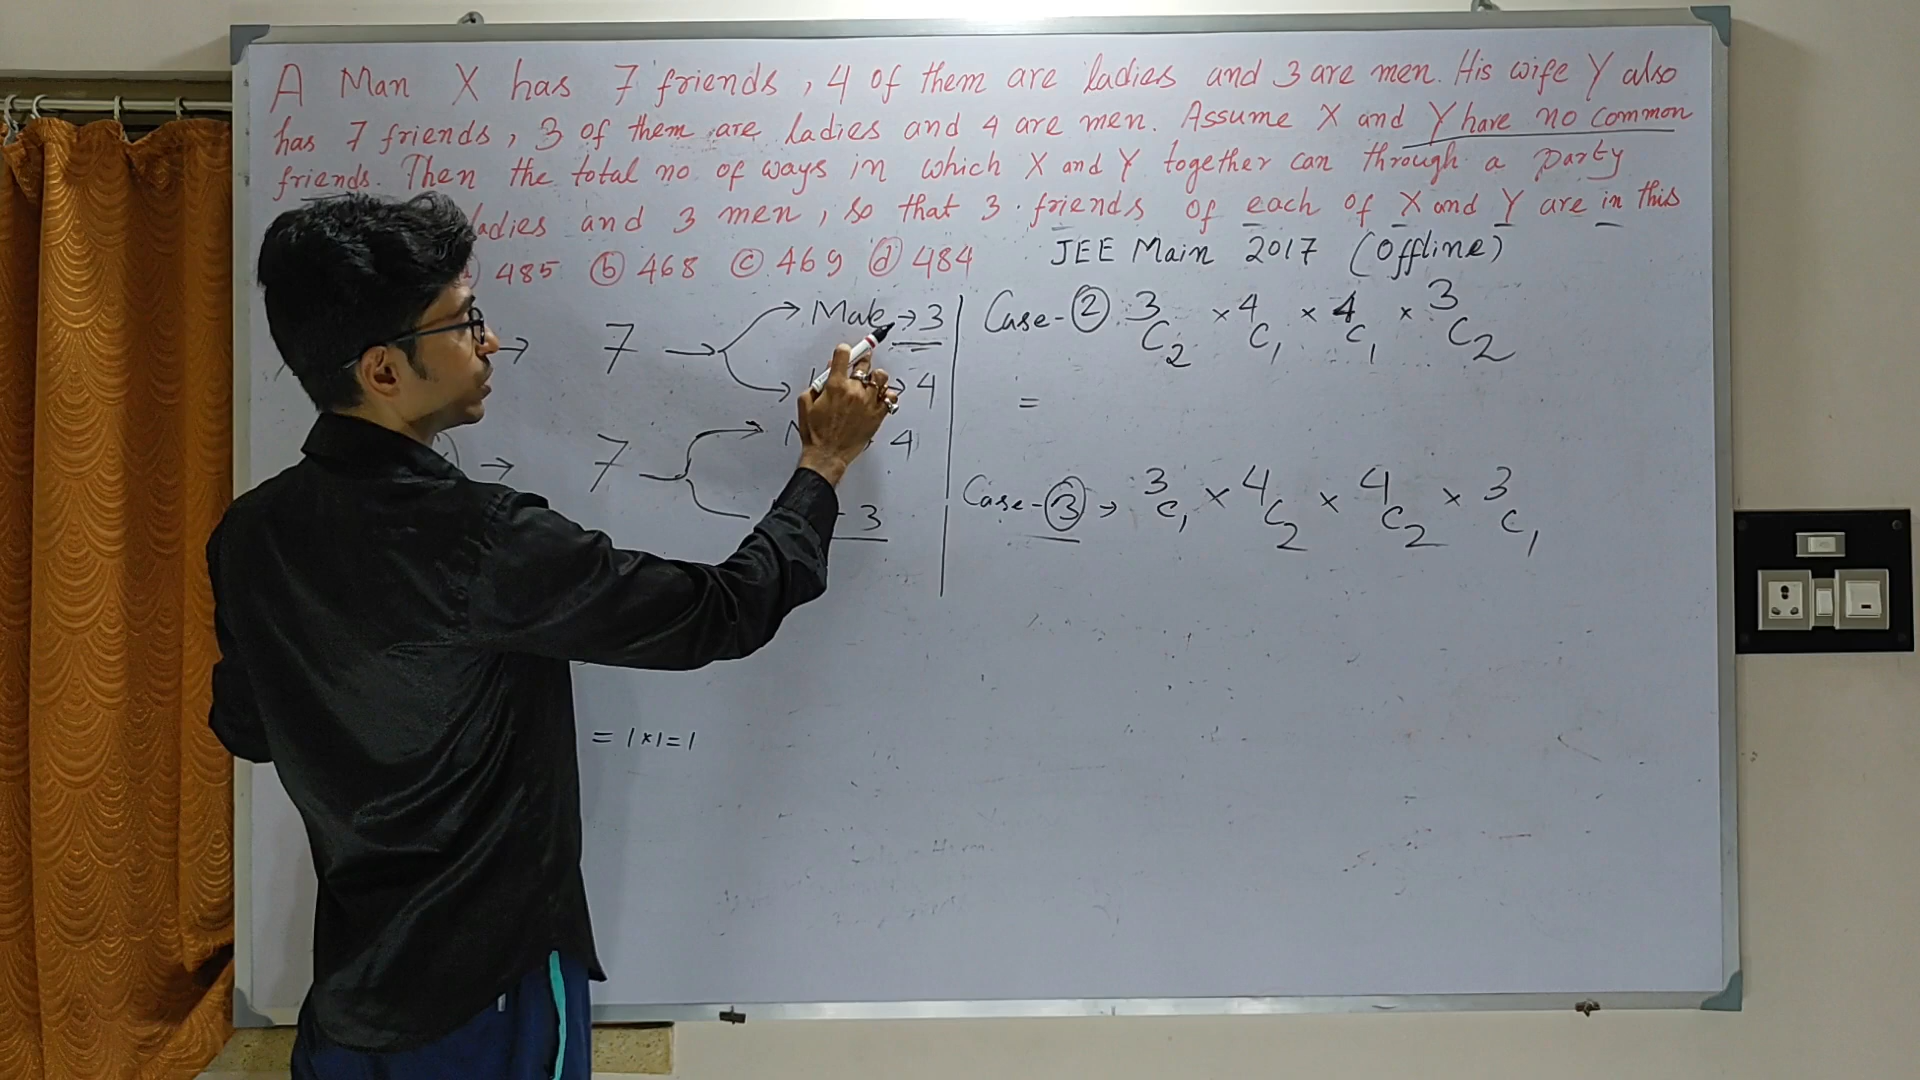 A Man X has 7 friends, 4 of them are ladies and 3 are men. His wife Y also
has 7 friends, 3 of them are ladies and 4 are men. Assume X and Y have no common
friends. Then the total no of ways in which X and Y together can through a party
ladies and 3 men, so that 3 friends of each of X and Y are in this
485 ⓑ 468 ⓒ 469 ⓓ 484 JEE Main 2017 (Offline)
→ 7 → Male → 3
→ 4
→ 7 → 4
3
= 1×1=1
Case-② ³C₂ × ⁴C₁ × ⁴C₁ × ³C₂
=
Case-③ → ³C₁ × ⁴C₂ × ⁴C₂ × ³C₁